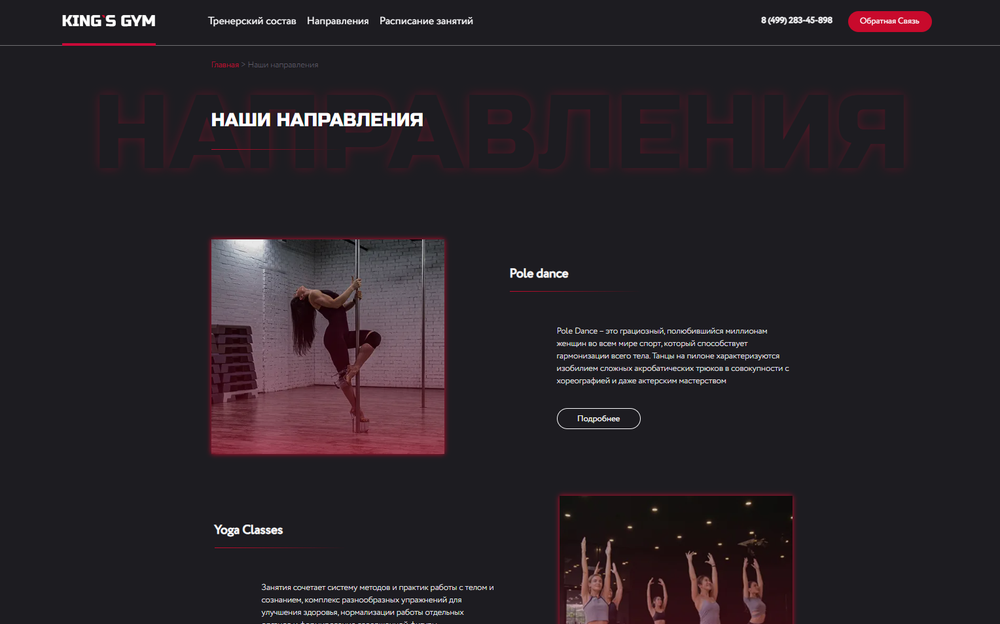 KING`S GYM
Тренерский состав Направления Расписание занятий
8 (499) 283-45-898
Обратная Связь
Главная > Наши направления
НАПРАВЛЕНИЯ
НАШИ НАПРАВЛЕНИЯ
Pole dance
Pole Dance – это грациозный, полюбившийся миллионам
женщин во всем мире спорт, который способствует
гармонизации всего тела. Танцы на пилоне характеризуются
изобилием сложных акробатических трюков в совокупности с
хореографией и даже актерским мастерством
Подробнее
Yoga Classes
Занятия сочетает систему методов и практик работы с телом и
сознанием, комплекс разнообразных упражнений для
улучшения здоровья, нормализации работы отдельных